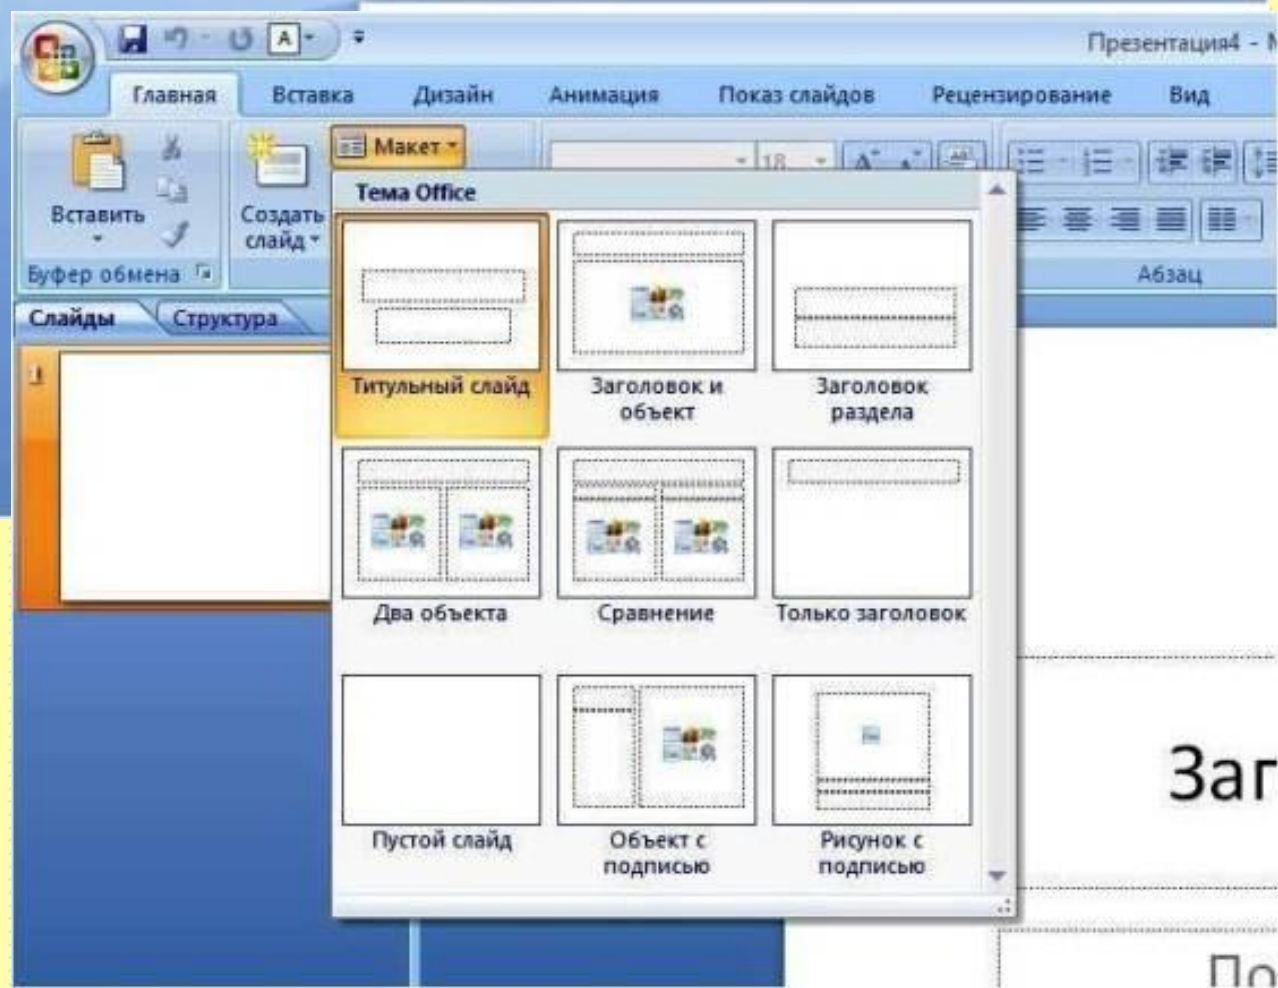 A
Презентация4 -
Главная Вставка Дизайн Анимация Показ слайдов Рецензирование Вид
Макет
18
Вставить
Создать
слайд
Буфер обмена
Абзац
Слайды Структура
Тема Office
1
Титульный слайд
Заголовок и
объект
Заголовок
раздела
Два объекта
Сравнение
Только заголовок
Пустой слайд
Объект с
подписью
Рисунок с
подписью
Заг
По